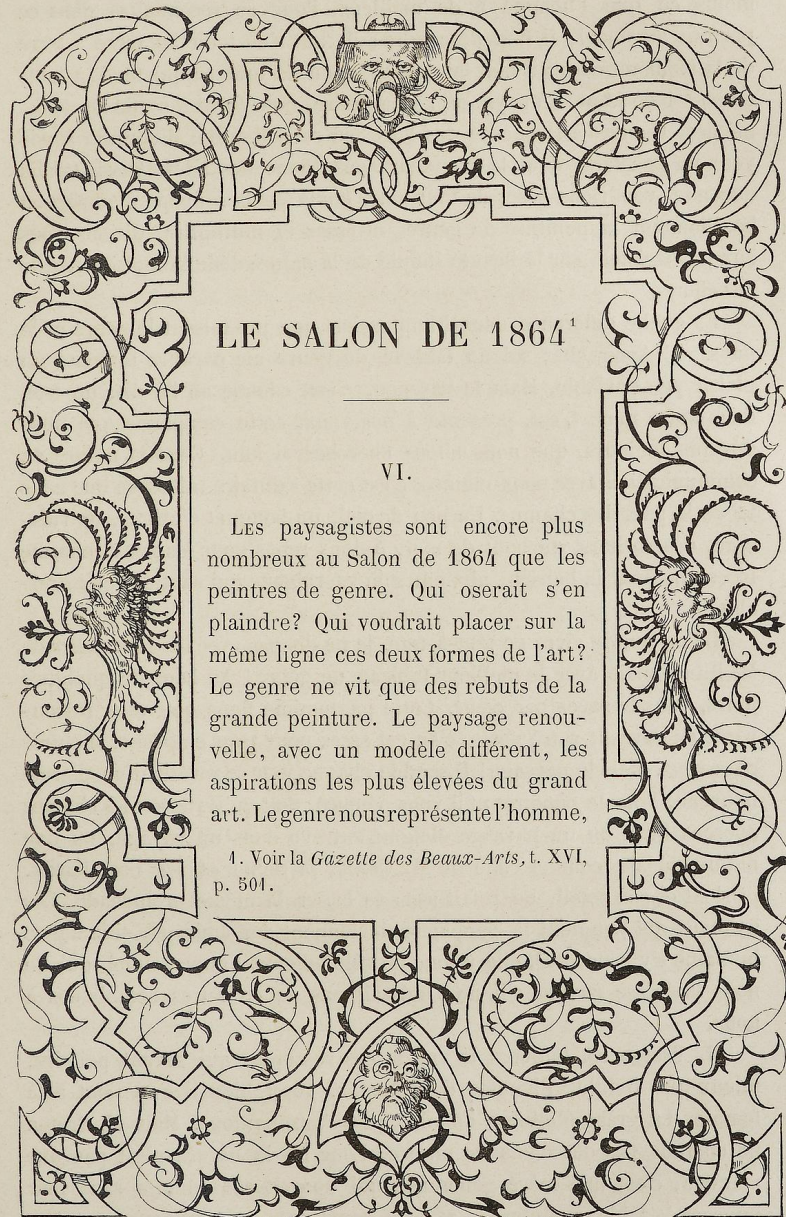 LE SALON DE 1864¹
VI.
LES paysagistes sont encore plus
nombreux au Salon de 1864 que les
peintres de genre. Qui oserait s'en
plaindre? Qui voudrait placer sur la
même ligne ces deux formes de l'art?
Le genre ne vit que des rebuts de la
grande peinture. Le paysage renou-
velle, avec un modèle différent, les
aspirations les plus élevées du grand
art. Le genre nous représente l'homme,
1. Voir la Gazette des Beaux-Arts, t. XVI,
p. 501.